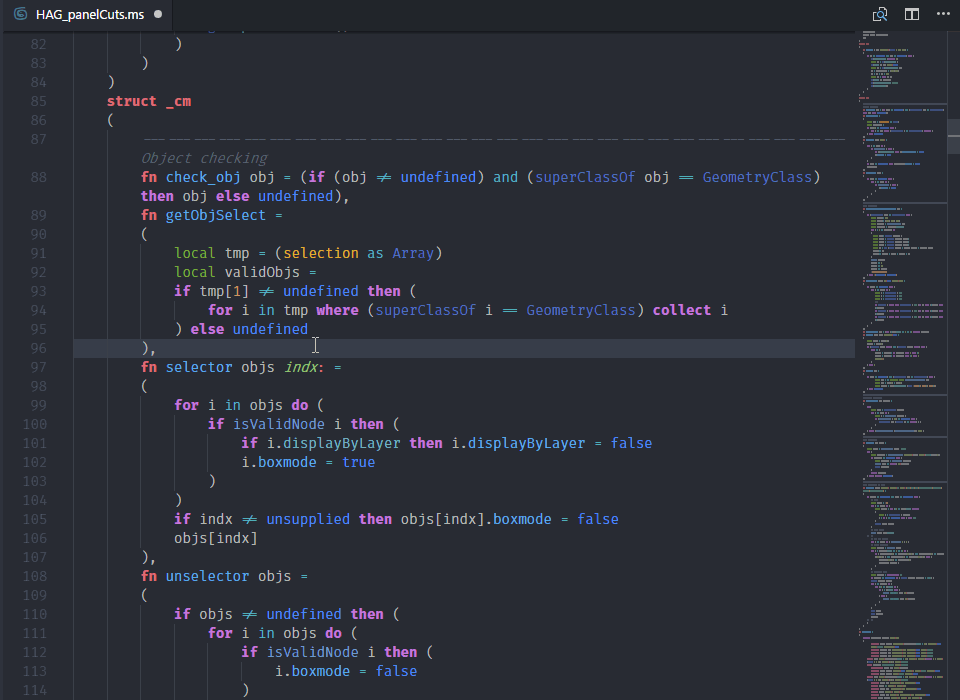 HAG_panelCuts.ms
82 )
83 )
84 )
85 struct _cm
86 (
87 -- --- -- --- --- --- --- --- --- --- --- --- --- --- --- --- --- --- --- --- --- --- --- --- --- --- --- --- --- ---
Object checking
88 fn check_obj obj = (if (obj != undefined) and (superClassOf obj == GeometryClass)
then obj else undefined),
89 fn getObjSelect =
90 (
91 local tmp = (selection as Array)
92 local validObjs =
93 if tmp[1] != undefined then (
94 for i in tmp where (superClassOf i == GeometryClass) collect i
95 ) else undefined
96 ),
97 fn selector objs indx: =
98 (
99 for i in objs do (
100 if isValidNode i then (
101 if i.displayByLayer then i.displayByLayer = false
102 i.boxmode = true
103 )
104 )
105 if indx != unsupplied then objs[indx].boxmode = false
106 objs[indx]
107 ),
108 fn unselector objs =
109 (
110 if objs != undefined then (
111 for i in objs do (
112 if isValidNode i then (
113 i.boxmode = false
114 )